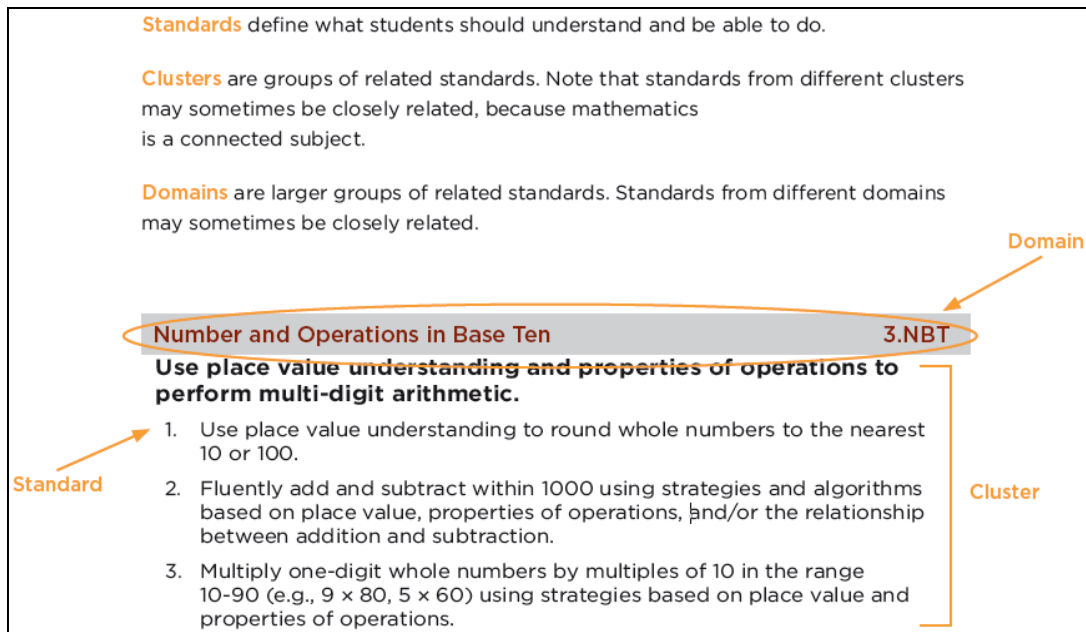 Standards define what students should understand and be able to do.
Clusters are groups of related standards. Note that standards from different clusters
may sometimes be closely related, because mathematics
is a connected subject.
Domains are larger groups of related standards. Standards from different domains
may sometimes be closely related.
Domain
Number and Operations in Base Ten 3.NBT
Use place value understanding and properties of operations to
perform multi-digit arithmetic.
1. Use place value understanding to round whole numbers to the nearest
10 or 100.
Standard
2. Fluently add and subtract within 1000 using strategies and algorithms
based on place value, properties of operations, and/or the relationship
between addition and subtraction.
Cluster
3. Multiply one-digit whole numbers by multiples of 10 in the range
10-90 (e.g., 9 × 80, 5 × 60) using strategies based on place value and
properties of operations.